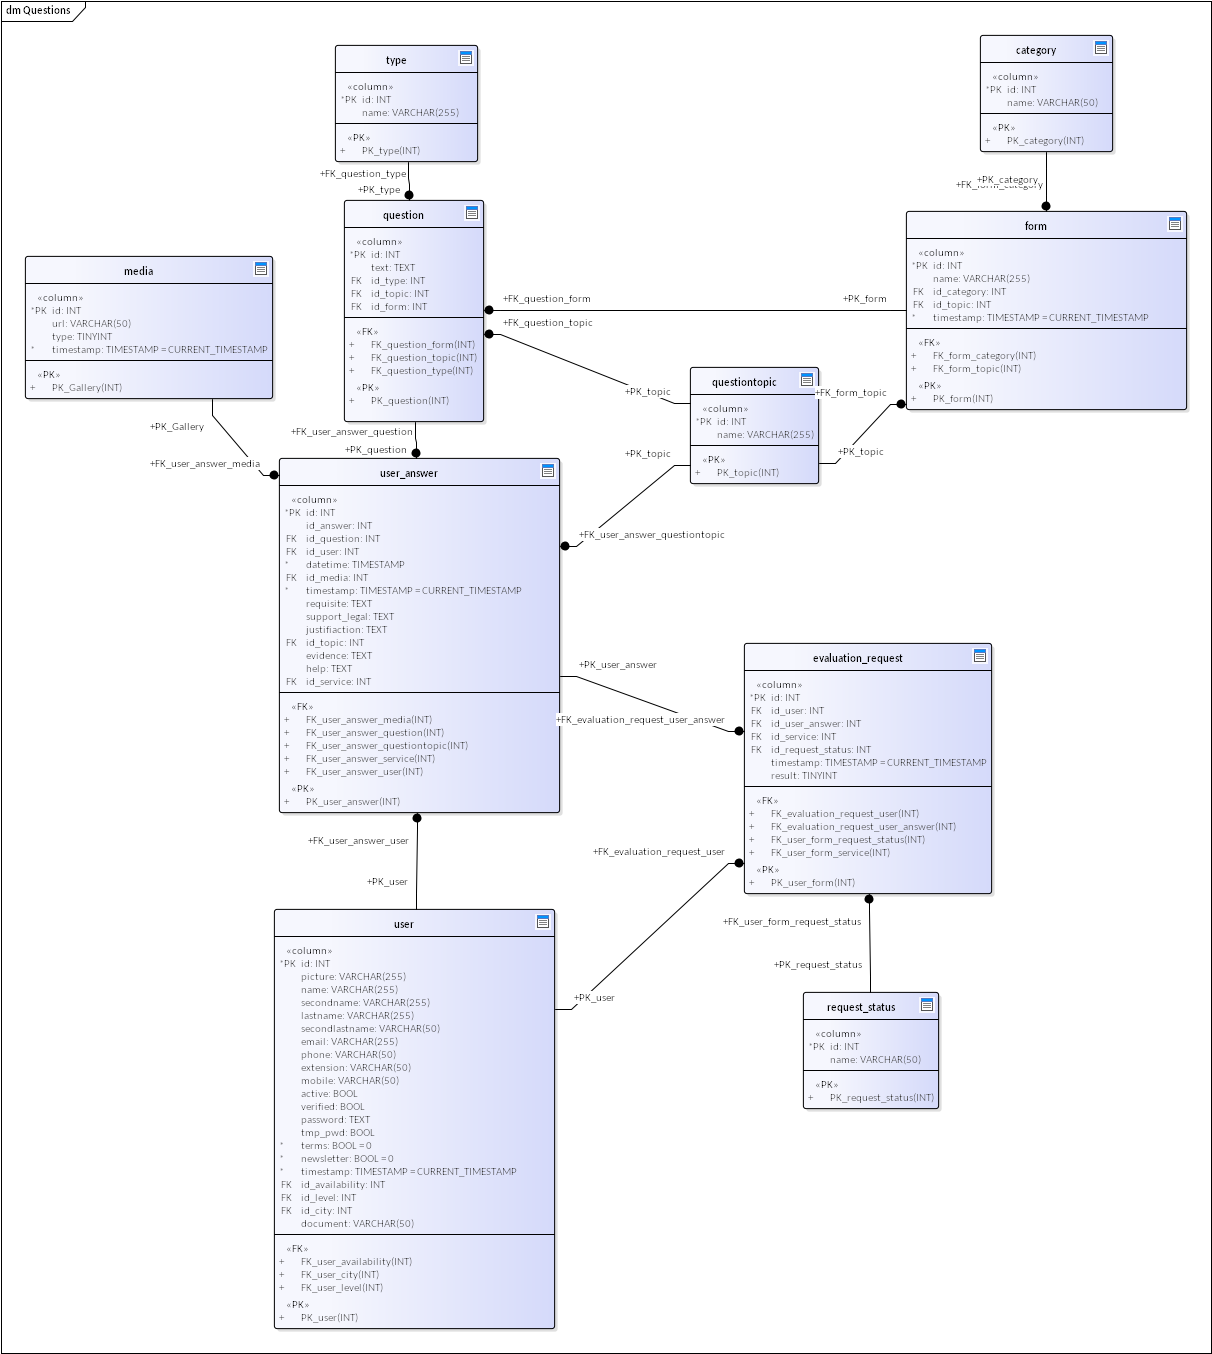 dm Questions
type
«column»
*PK id: INT
name: VARCHAR(255)
«PK»
+ PK_type(INT)
category
«column»
*PK id: INT
name: VARCHAR(50)
«PK»
+ PK_category(INT)
+FK_question_type
+PK_type
+PK_category
+FK_form_category
question
«column»
*PK id: INT
text: TEXT
FK id_type: INT
FK id_topic: INT
FK id_form: INT
«FK»
+ FK_question_form(INT)
+ FK_question_topic(INT)
+ FK_question_type(INT)
«PK»
+ PK_question(INT)
form
«column»
*PK id: INT
name: VARCHAR(255)
FK id_category: INT
FK id_topic: INT
* timestamp: TIMESTAMP = CURRENT_TIMESTAMP
«FK»
+ FK_form_category(INT)
+ FK_form_topic(INT)
«PK»
+ PK_form(INT)
media
«column»
*PK id: INT
url: VARCHAR(50)
type: TINYINT
* timestamp: TIMESTAMP = CURRENT_TIMESTAMP
«PK»
+ PK_Gallery(INT)
+FK_question_form
+PK_form
+FK_question_topic
+PK_topic
questiontopic
«column»
*PK id: INT
name: VARCHAR(255)
«PK»
+ PK_topic(INT)
+FK_form_topic
+PK_topic
+PK_Gallery
+FK_user_answer_media
+FK_user_answer_question
+PK_question
+PK_topic
+FK_user_answer_questiontopic
user_answer
«column»
*PK id: INT
id_answer: INT
FK id_question: INT
FK id_user: INT
* datetime: TIMESTAMP
FK id_media: INT
* timestamp: TIMESTAMP = CURRENT_TIMESTAMP
requisite: TEXT
support_legal: TEXT
justifiaction: TEXT
FK id_topic: INT
evidence: TEXT
help: TEXT
FK id_service: INT
«FK»
+ FK_user_answer_media(INT)
+ FK_user_answer_question(INT)
+ FK_user_answer_questiontopic(INT)
+ FK_user_answer_service(INT)
+ FK_user_answer_user(INT)
«PK»
+ PK_user_answer(INT)
+PK_user_answer
+FK_evaluation_request_user_answer
evaluation_request
«column»
*PK id: INT
FK id_user: INT
FK id_user_answer: INT
FK id_service: INT
FK id_request_status: INT
timestamp: TIMESTAMP = CURRENT_TIMESTAMP
result: TINYINT
«FK»
+ FK_evaluation_request_user(INT)
+ FK_evaluation_request_user_answer(INT)
+ FK_user_form_request_status(INT)
+ FK_user_form_service(INT)
«PK»
+ PK_user_form(INT)
+FK_user_answer_user
+PK_user
+FK_evaluation_request_user
+PK_user
+FK_user_form_request_status
+PK_request_status
user
«column»
*PK id: INT
picture: VARCHAR(255)
name: VARCHAR(255)
secondname: VARCHAR(255)
lastname: VARCHAR(255)
secondlastname: VARCHAR(50)
email: VARCHAR(255)
phone: VARCHAR(50)
extension: VARCHAR(50)
mobile: VARCHAR(50)
active: BOOL
verified: BOOL
password: TEXT
tmp_pwd: BOOL
* terms: BOOL = 0
* newsletter: BOOL = 0
* timestamp: TIMESTAMP = CURRENT_TIMESTAMP
FK id_availability: INT
FK id_level: INT
FK id_city: INT
document: VARCHAR(50)
«FK»
+ FK_user_availability(INT)
+ FK_user_city(INT)
+ FK_user_level(INT)
«PK»
+ PK_user(INT)
request_status
«column»
*PK id: INT
name: VARCHAR(50)
«PK»
+ PK_request_status(INT)